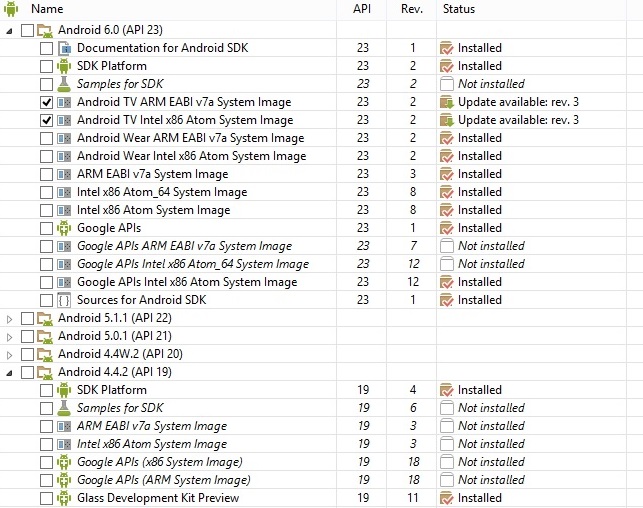 Name API Rev. Status
Android 6.0 (API 23)
Documentation for Android SDK 23 1 Installed
SDK Platform 23 2 Installed
Samples for SDK 23 2 Not installed
Android TV ARM EABI v7a System Image 23 2 Update available: rev. 3
Android TV Intel x86 Atom System Image 23 2 Update available: rev. 3
Android Wear ARM EABI v7a System Image 23 2 Installed
Android Wear Intel x86 Atom System Image 23 2 Installed
ARM EABI v7a System Image 23 3 Installed
Intel x86 Atom_64 System Image 23 8 Installed
Intel x86 Atom System Image 23 8 Installed
Google APIs 23 1 Installed
Google APIs ARM EABI v7a System Image 23 7 Not installed
Google APIs Intel x86 Atom_64 System Image 23 12 Not installed
Google APIs Intel x86 Atom System Image 23 12 Installed
Sources for Android SDK 23 1 Installed
Android 5.1.1 (API 22)
Android 5.0.1 (API 21)
Android 4.4W.2 (API 20)
Android 4.4.2 (API 19)
SDK Platform 19 4 Installed
Samples for SDK 19 6 Not installed
ARM EABI v7a System Image 19 3 Not installed
Intel x86 Atom System Image 19 3 Not installed
Google APIs (x86 System Image) 19 18 Not installed
Google APIs (ARM System Image) 19 18 Not installed
Glass Development Kit Preview 19 11 Installed